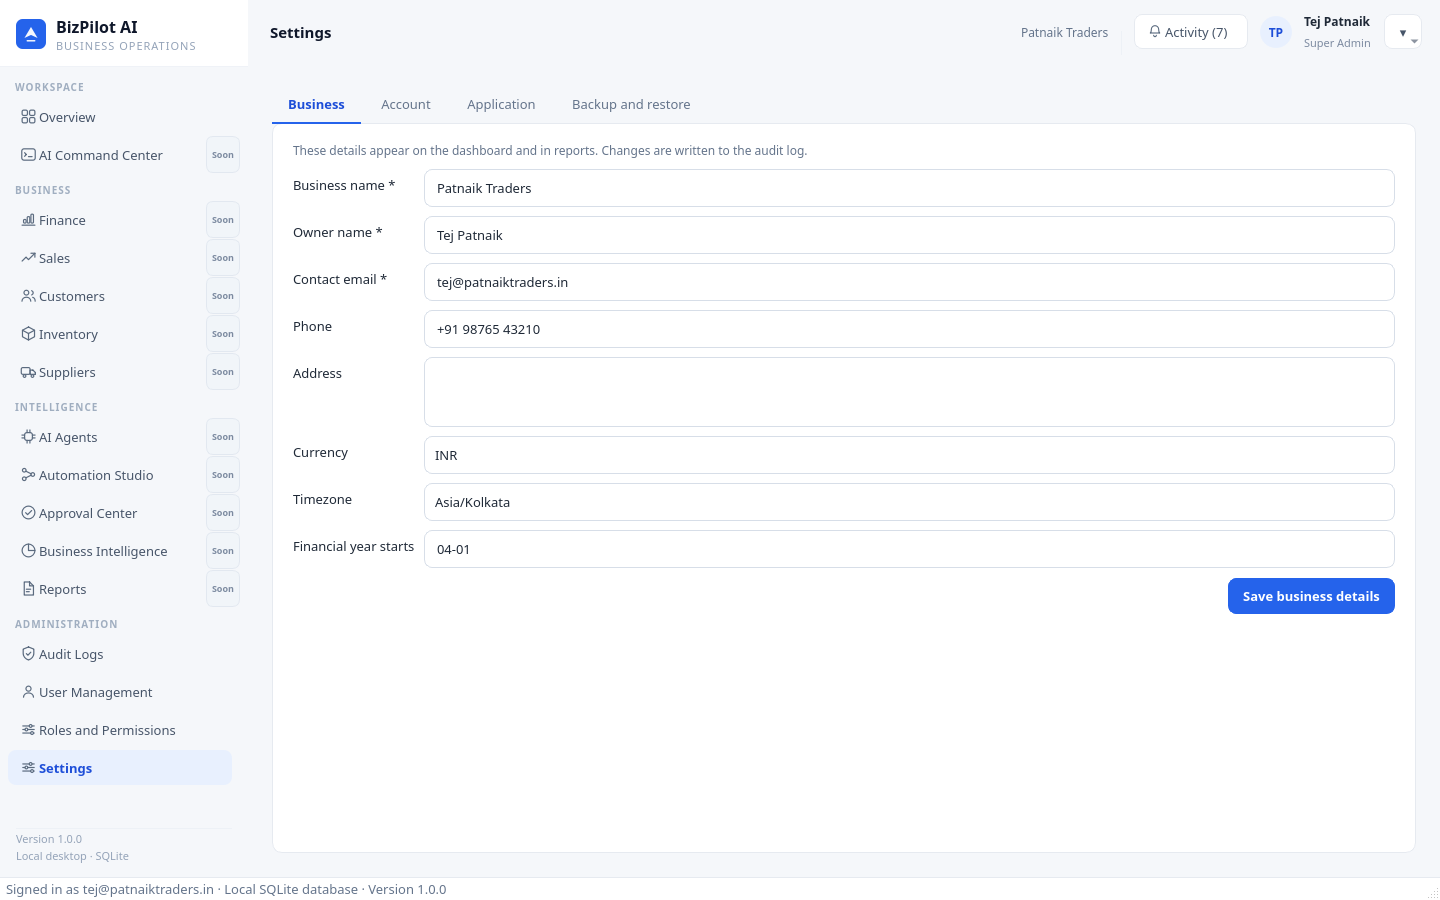 BizPilot AI
BUSINESS OPERATIONS
WORKSPACE
Overview
AI Command Center Soon
BUSINESS
Finance Soon
Sales Soon
Customers Soon
Inventory Soon
Suppliers Soon
INTELLIGENCE
AI Agents Soon
Automation Studio Soon
Approval Center Soon
Business Intelligence Soon
Reports Soon
ADMINISTRATION
Audit Logs
User Management
Roles and Permissions
Settings
Version 1.0.0
Local desktop · SQLite
Settings
Patnaik Traders
Activity (7)
TP
Tej Patnaik
Super Admin
Business Account Application Backup and restore
These details appear on the dashboard and in reports. Changes are written to the audit log.
Business name * Patnaik Traders
Owner name * Tej Patnaik
Contact email * tej@patnaiktraders.in
Phone +91 98765 43210
Address
Currency INR
Timezone Asia/Kolkata
Financial year starts 04-01
Save business details
Signed in as tej@patnaiktraders.in · Local SQLite database · Version 1.0.0